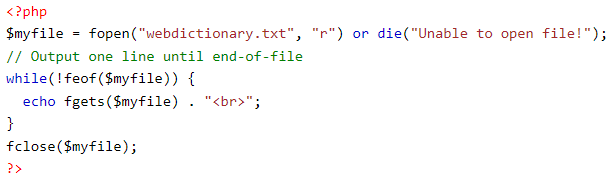 <?php
$myfile = fopen("webdictionary.txt", "r") or die("Unable to open file!");
// Output one line until end-of-file
while(!feof($myfile)) {
  echo fgets($myfile) . "<br>";
}
fclose($myfile);
?>